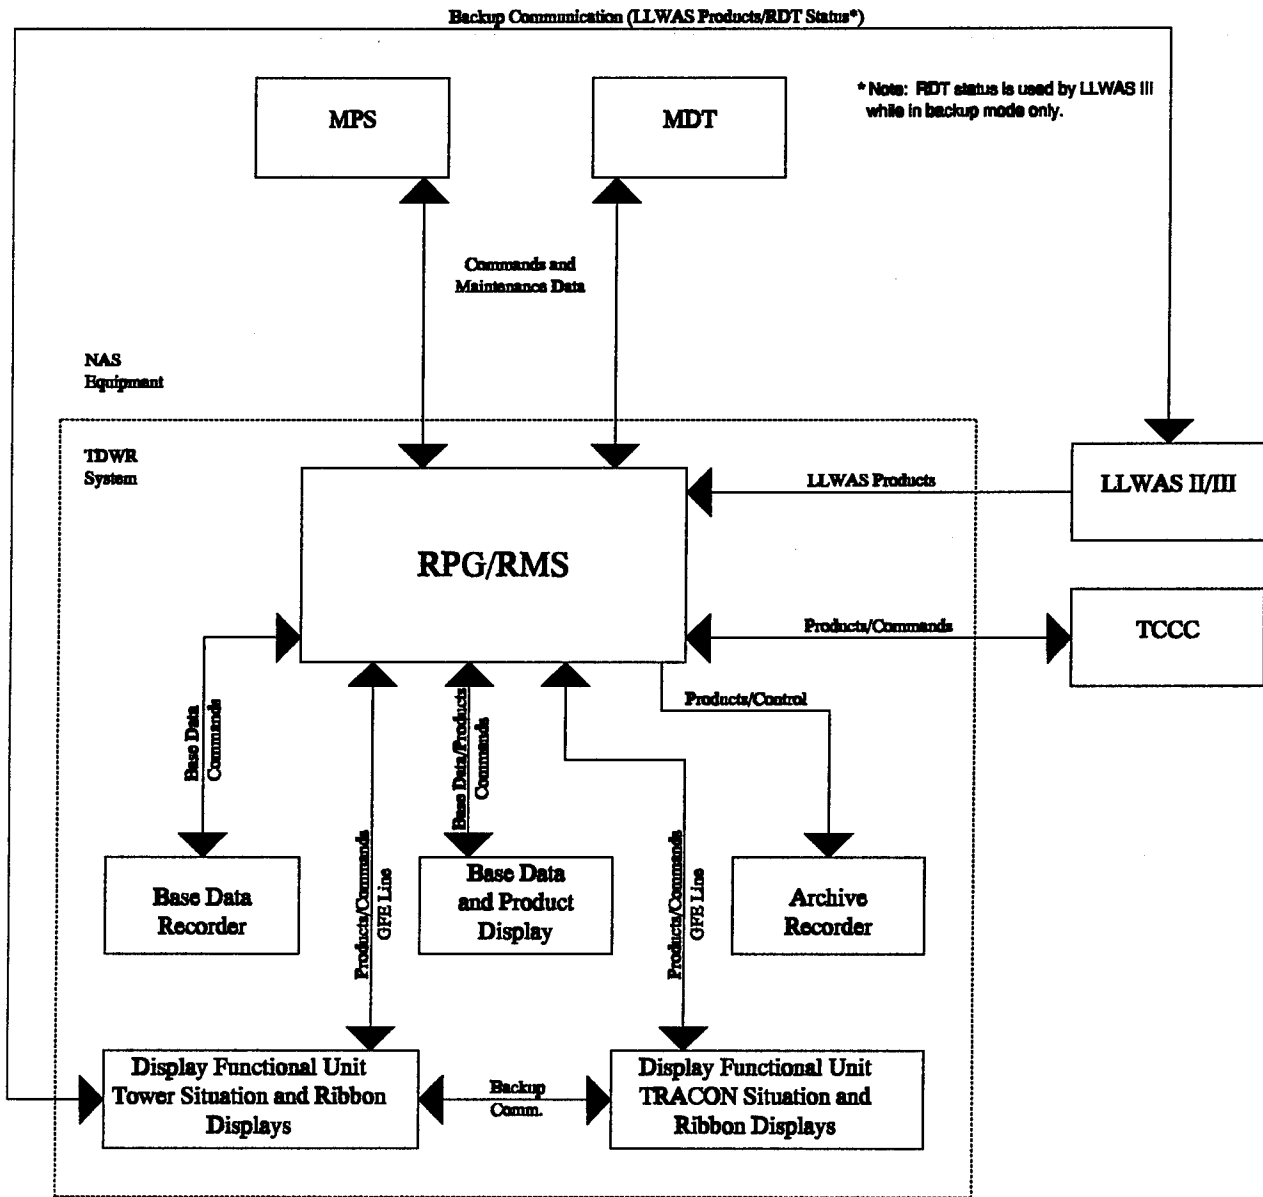 Backup Communication (LLWAS Products/RDT Status*)
MPS
MDT
* Note: RDT status is used by LLWAS III
while in backup mode only.
Commands and
Maintenance Data
NAS
Equipment
TDWR
System
RPG/RMS
LLWAS Products
LLWAS II/III
Products/Commands
TCCC
Base Data
Commands
Products/Commands
GFE Line
Base Data/Products
Commands
Products/Commands
GFE Line
Products/Control
Base Data
Recorder
Base Data
and Product
Display
Archive
Recorder
Display Functional Unit
Tower Situation and Ribbon
Displays
Backup
Comm.
Display Functional Unit
TRACON Situation and
Ribbon Displays